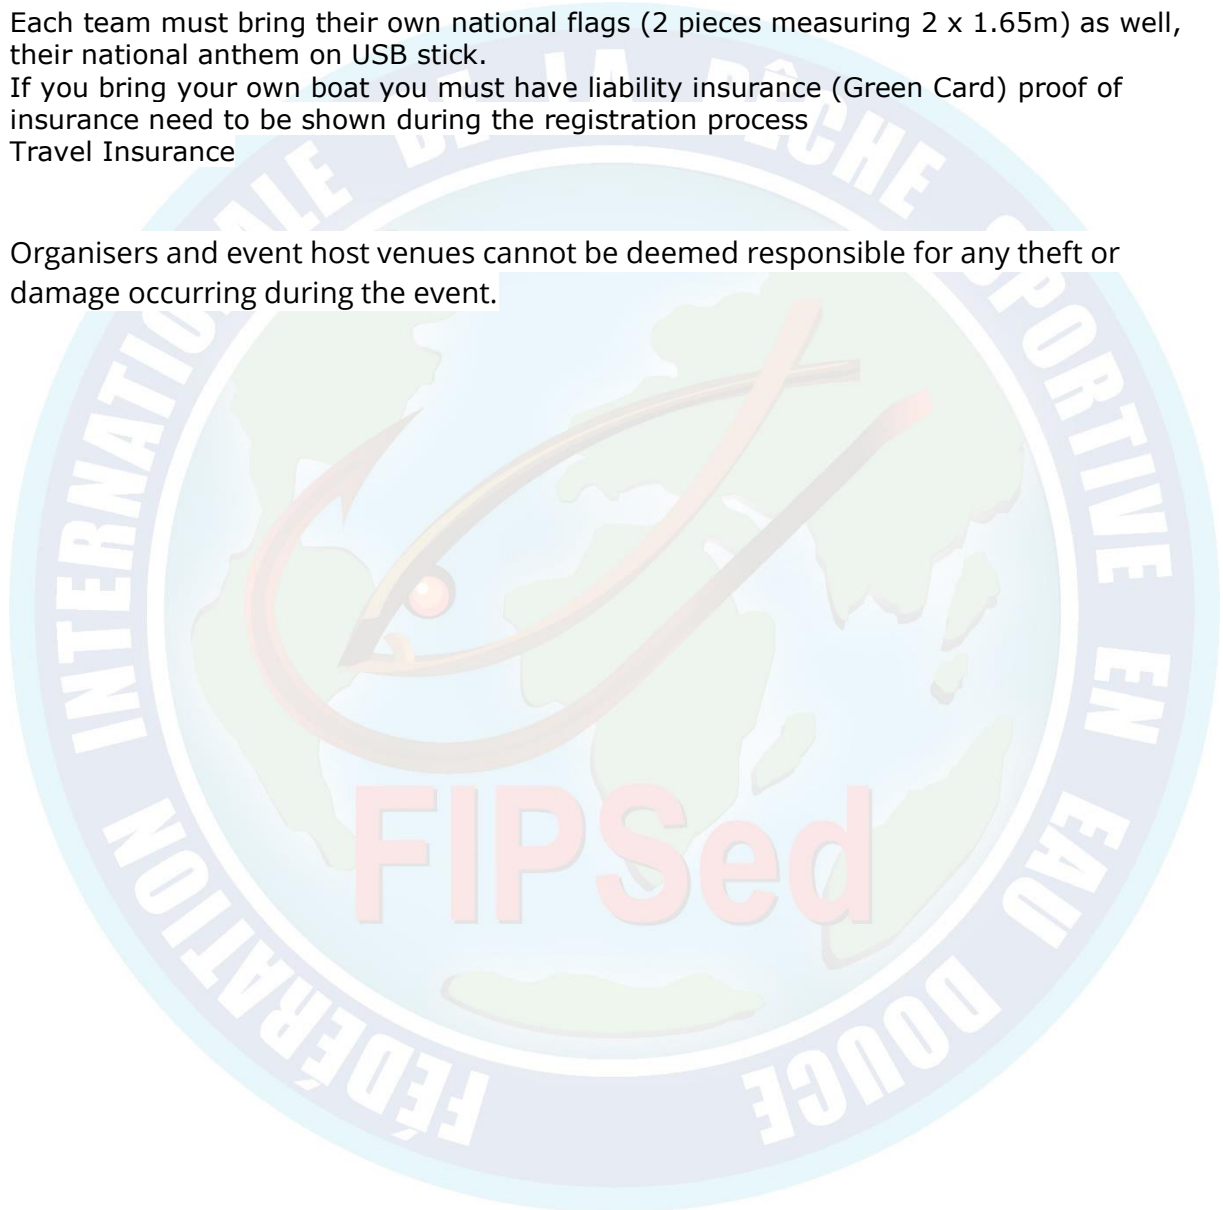 Each team must bring their own national flags (2 pieces measuring 2 x 1.65m) as well,
their national anthem on USB stick.
If you bring your own boat you must have liability insurance (Green Card) proof of
insurance need to be shown during the registration process
Travel Insurance
Organisers and event host venues cannot be deemed responsible for any theft or
damage occurring during the event.
FÉDÉRATION INTERNATIONALE DE LA PÊCHE SPORTIVE EN EAU DOUCE
FIPSed